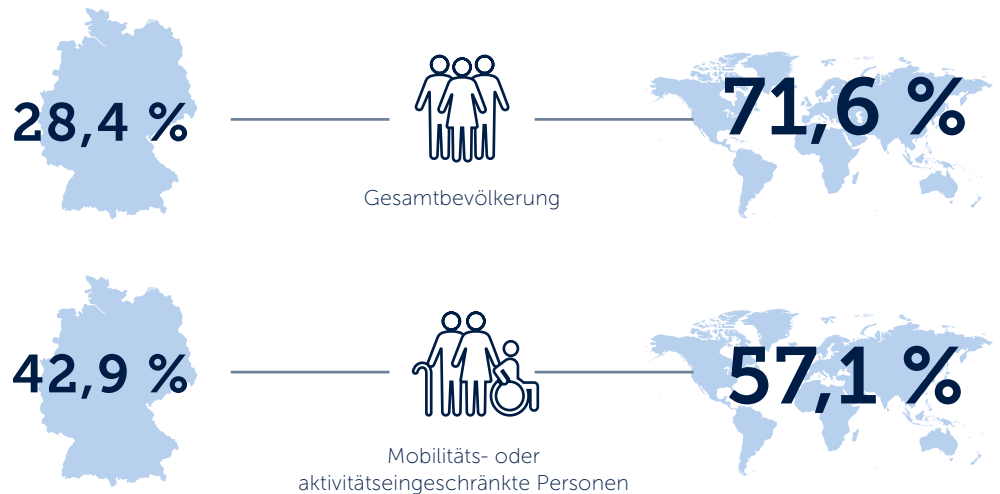 28,4 %
71,6 %
Gesamtbevölkerung
42,9 %
57,1 %
Mobilitäts- oder
aktivitätseingeschränkte Personen